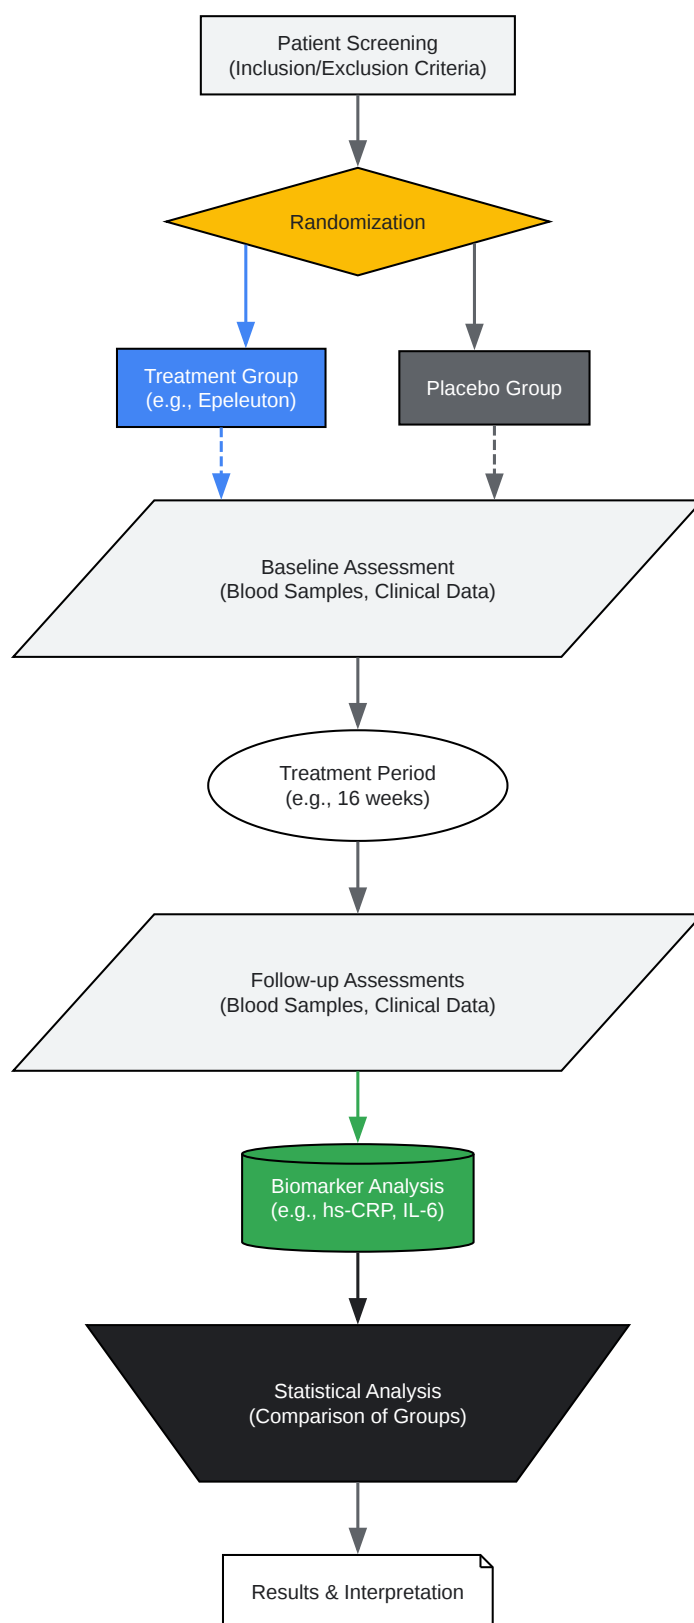 Patient Screening
(Inclusion/Exclusion Criteria)
Randomization
Treatment Group
(e.g., Epeleuton)
Placebo Group
Baseline Assessment
(Blood Samples, Clinical Data)
Treatment Period
(e.g., 16 weeks)
Follow-up Assessments
(Blood Samples, Clinical Data)
Biomarker Analysis
(e.g., hs-CRP, IL-6)
Statistical Analysis
(Comparison of Groups)
Results & Interpretation